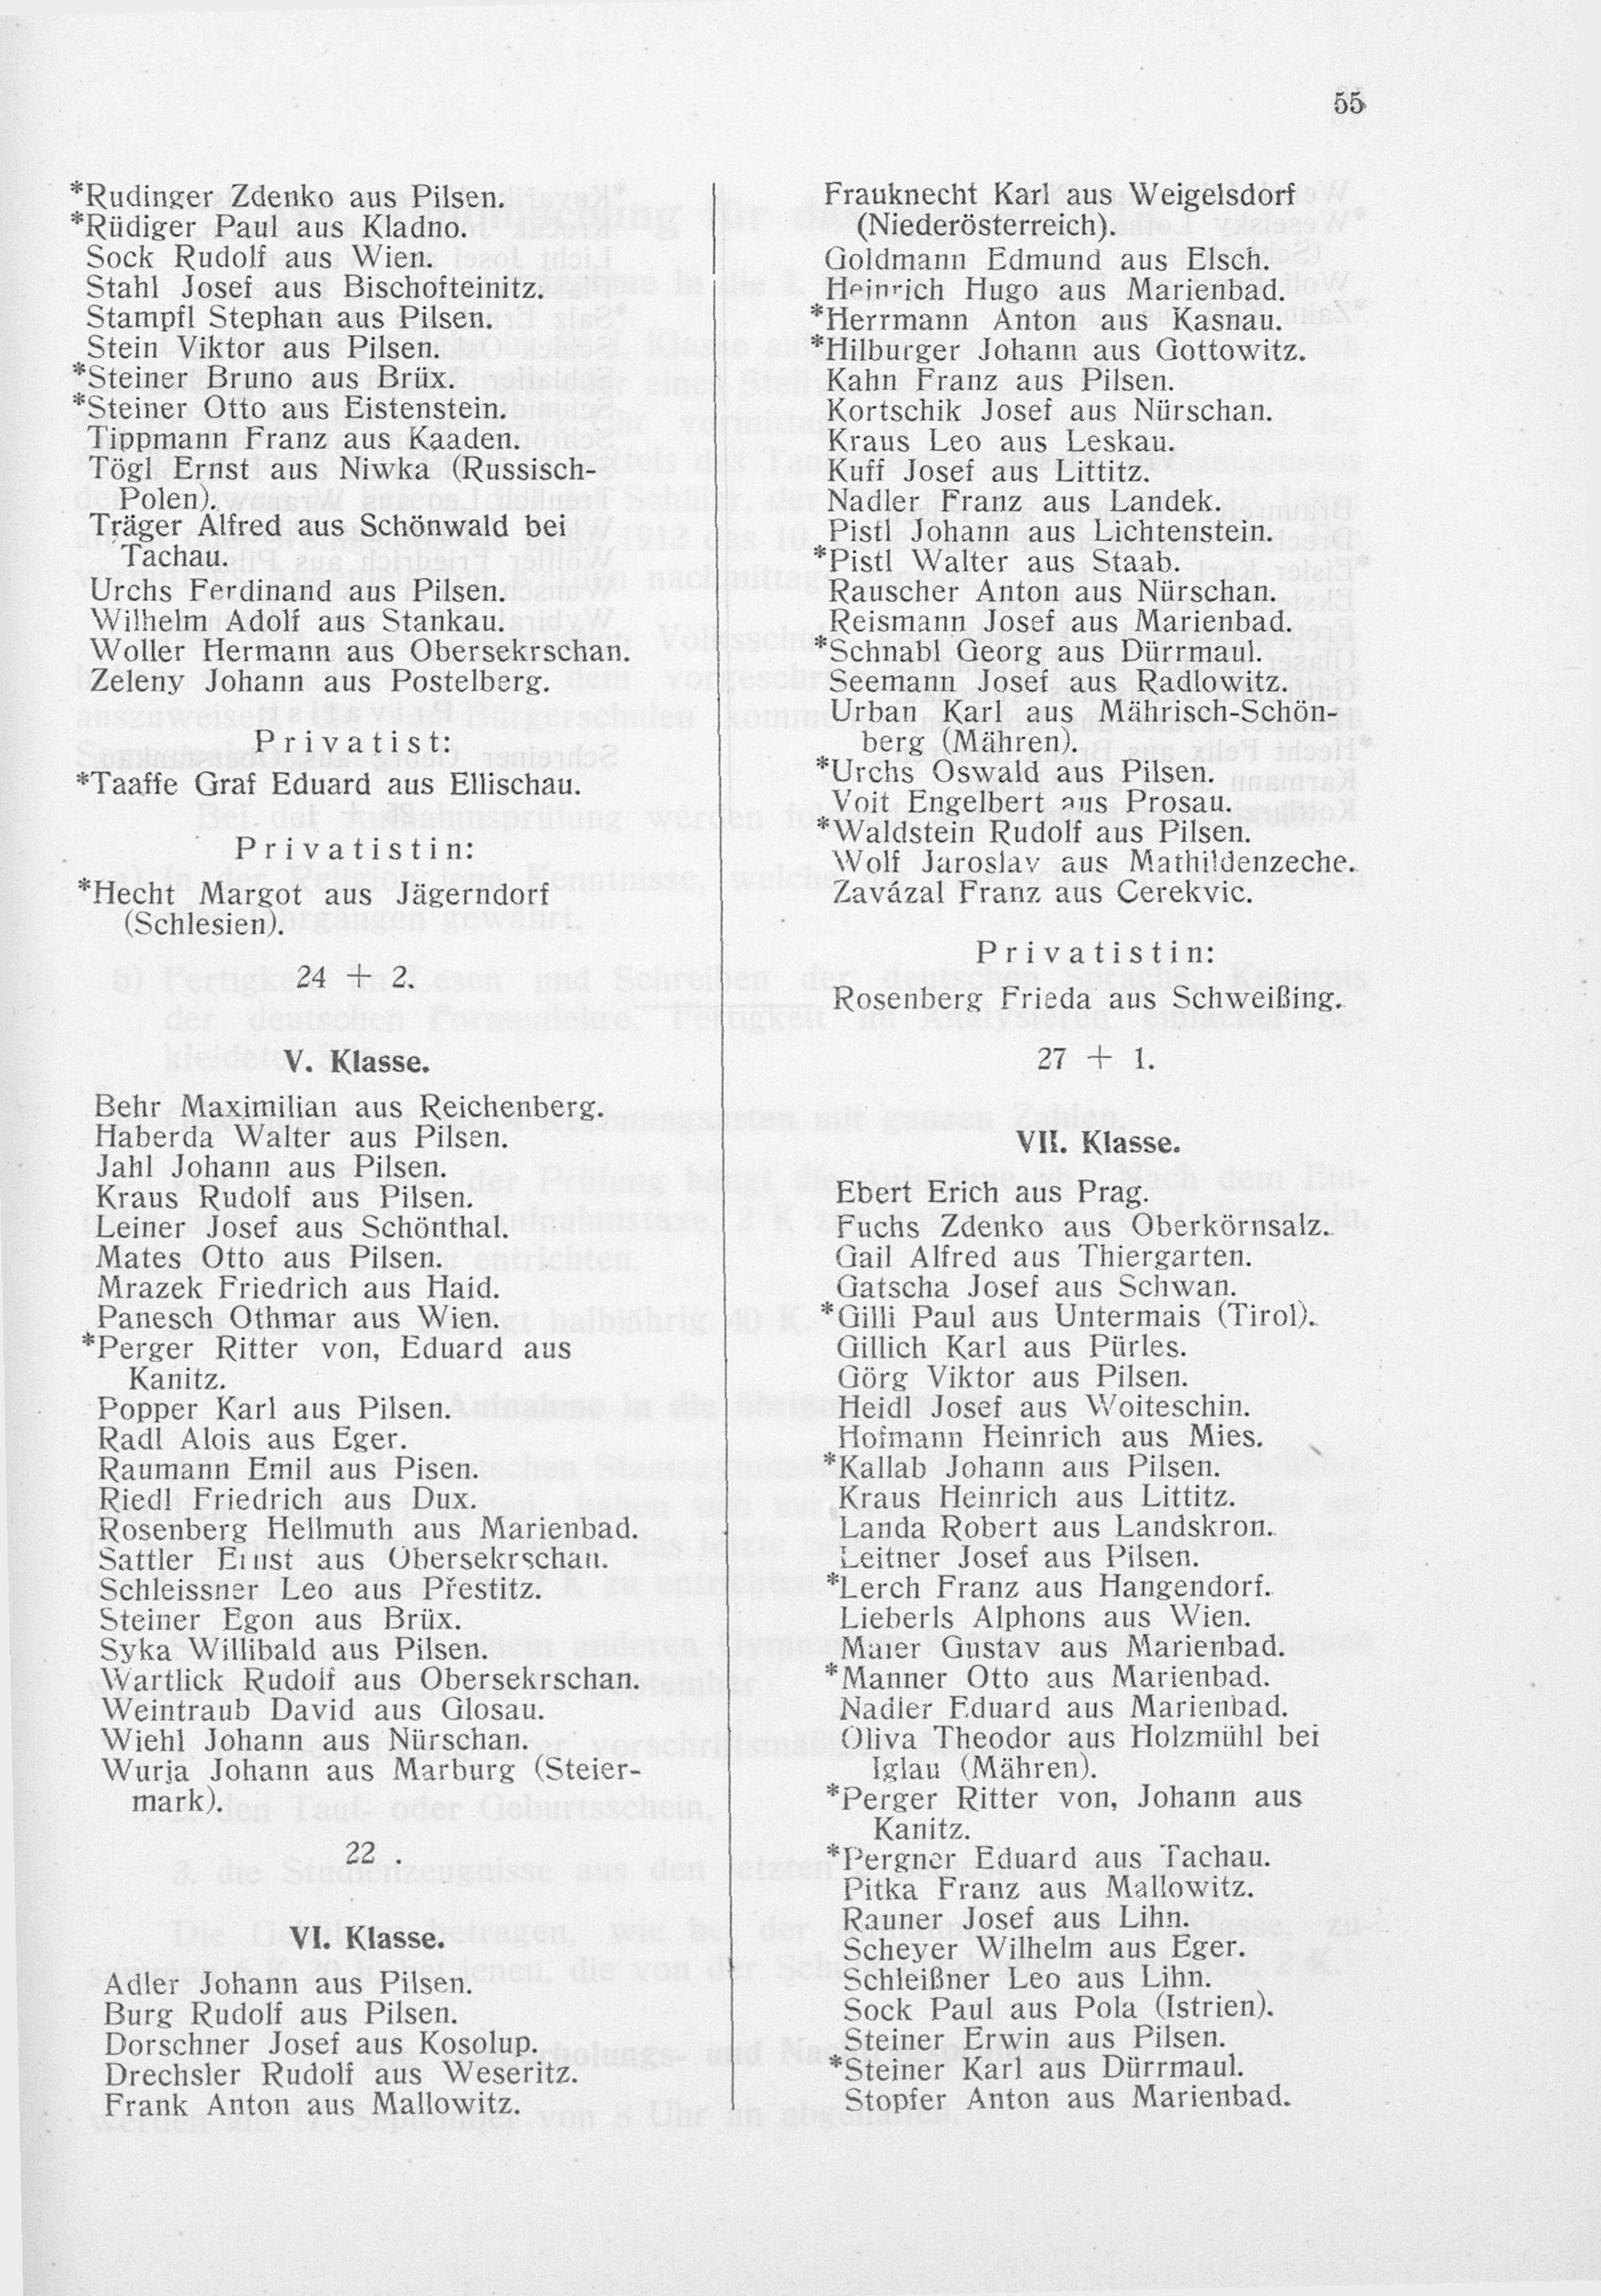 55
*Rudinger Zdenko aus Pilsen.
*Rüdiger Paul aus Kladno.
Sock Rudolf aus Wien.
Stahl Josef aus Bischofteinitz.
Stampfl Stephan aus Pilsen.
Stein Viktor aus Pilsen.
*Steiner Bruno aus Brüx.
*Steiner Otto aus Eistenstein.
Tippmann Franz aus Kaaden.
Tögl Ernst aus Niwka (Russisch-
Polen).
Träger Alfred aus Schönwald bei
Tachau.
Urchs Ferdinand aus Pilsen.
Wilhelm Adolf aus Stankau.
Woller Hermann aus Obersekrschan.
Zeleny Johann aus Postelberg.
Privatist:
*Taaffe Graf Eduard aus Ellischau.
Privatistin:
*Hecht Margot aus Jägerndorf
(Schlesien).
24 + 2.
V. Klasse.
Behr Maximilian aus Reichenberg.
Haberda Walter aus Pilsen.
Jahl Johann aus Pilsen.
Kraus Rudolf aus Pilsen.
Leiner Josef aus Schönthal.
Mates Otto aus Pilsen.
Mrazek Friedrich aus Haid.
Panesch Othmar aus Wien.
*Perger Ritter von, Eduard aus
Kanitz.
Popper Karl aus Pilsen.
Radl Alois aus Eger.
Raumann Emil aus Pisen.
Riedl Friedrich aus Dux.
Rosenberg Hellmuth aus Marienbad.
Sattler Ernst aus Obersekrschan.
Schleissner Leo aus Přestitz.
Steiner Egon aus Brüx.
Syka Willibald aus Pilsen.
Wartlick Rudolf aus Obersekrschan.
Weintraub David aus Glosau.
Wiehl Johann aus Nürschan.
Wurja Johann aus Marburg (Steier-
mark).
22 .
VI. Klasse.
Adler Johann aus Pilsen.
Burg Rudolf aus Pilsen.
Dorschner Josef aus Kosolup.
Drechsler Rudolf aus Weseritz.
Frank Anton aus Mallowitz.
Frauknecht Karl aus Weigelsdorf
(Niederösterreich).
Goldmann Edmund aus Elsch.
Heinrich Hugo aus Marienbad.
*Herrmann Anton aus Kasnau.
*Hilburger Johann aus Gottowitz.
Kahn Franz aus Pilsen.
Kortschik Josef aus Nürschan.
Kraus Leo aus Leskau.
Kuff Josef aus Littitz.
Nadler Franz aus Landek.
Pistl Johann aus Lichtenstein.
*Pistl Walter aus Staab.
Rauscher Anton aus Nürschan.
Reismann Josef aus Marienbad.
*Schnabl Georg aus Dürrmaul.
Seemann Josef aus Radlowitz.
Urban Karl aus Mährisch-Schön-
berg (Mähren).
*Urchs Oswald aus Pilsen.
Voit Engelbert aus Prosau.
*Waldstein Rudolf aus Pilsen.
Wolf Jaroslav aus Mathildenzeche.
Zavázal Franz aus Cerekvic.
Privatistin:
Rosenberg Frieda aus Schweißing.
27 + 1.
VII. Klasse.
Ebert Erich aus Prag.
Fuchs Zdenko aus Oberkörnsalz.
Gail Alfred aus Thiergarten.
Gatscha Josef aus Schwan.
*Gilli Paul aus Untermais (Tirol).
Gillich Karl aus Pürles.
Görg Viktor aus Pilsen.
Heidl Josef aus Woiteschin.
Hofmann Heinrich aus Mies.
*Kallab Johann aus Pilsen.
Kraus Heinrich aus Littitz.
Landa Robert aus Landskron.
Leitner Josef aus Pilsen.
*Lerch Franz aus Hangendorf.
Lieberls Alphons aus Wien.
Maier Gustav aus Marienbad.
*Manner Otto aus Marienbad.
Nadler Eduard aus Marienbad.
Oliva Theodor aus Holzmühl bei
Iglau (Mähren).
*Perger Ritter von, Johann aus
Kanitz.
*Pergner Eduard aus Tachau.
Pitka Franz aus Mallowitz.
Rauner Josef aus Lihn.
Scheyer Wilhelm aus Eger.
Schleißner Leo aus Lihn.
Sock Paul aus Pola (Istrien).
Steiner Erwin aus Pilsen.
*Steiner Karl aus Dürrmaul.
Stopfer Anton aus Marienbad.